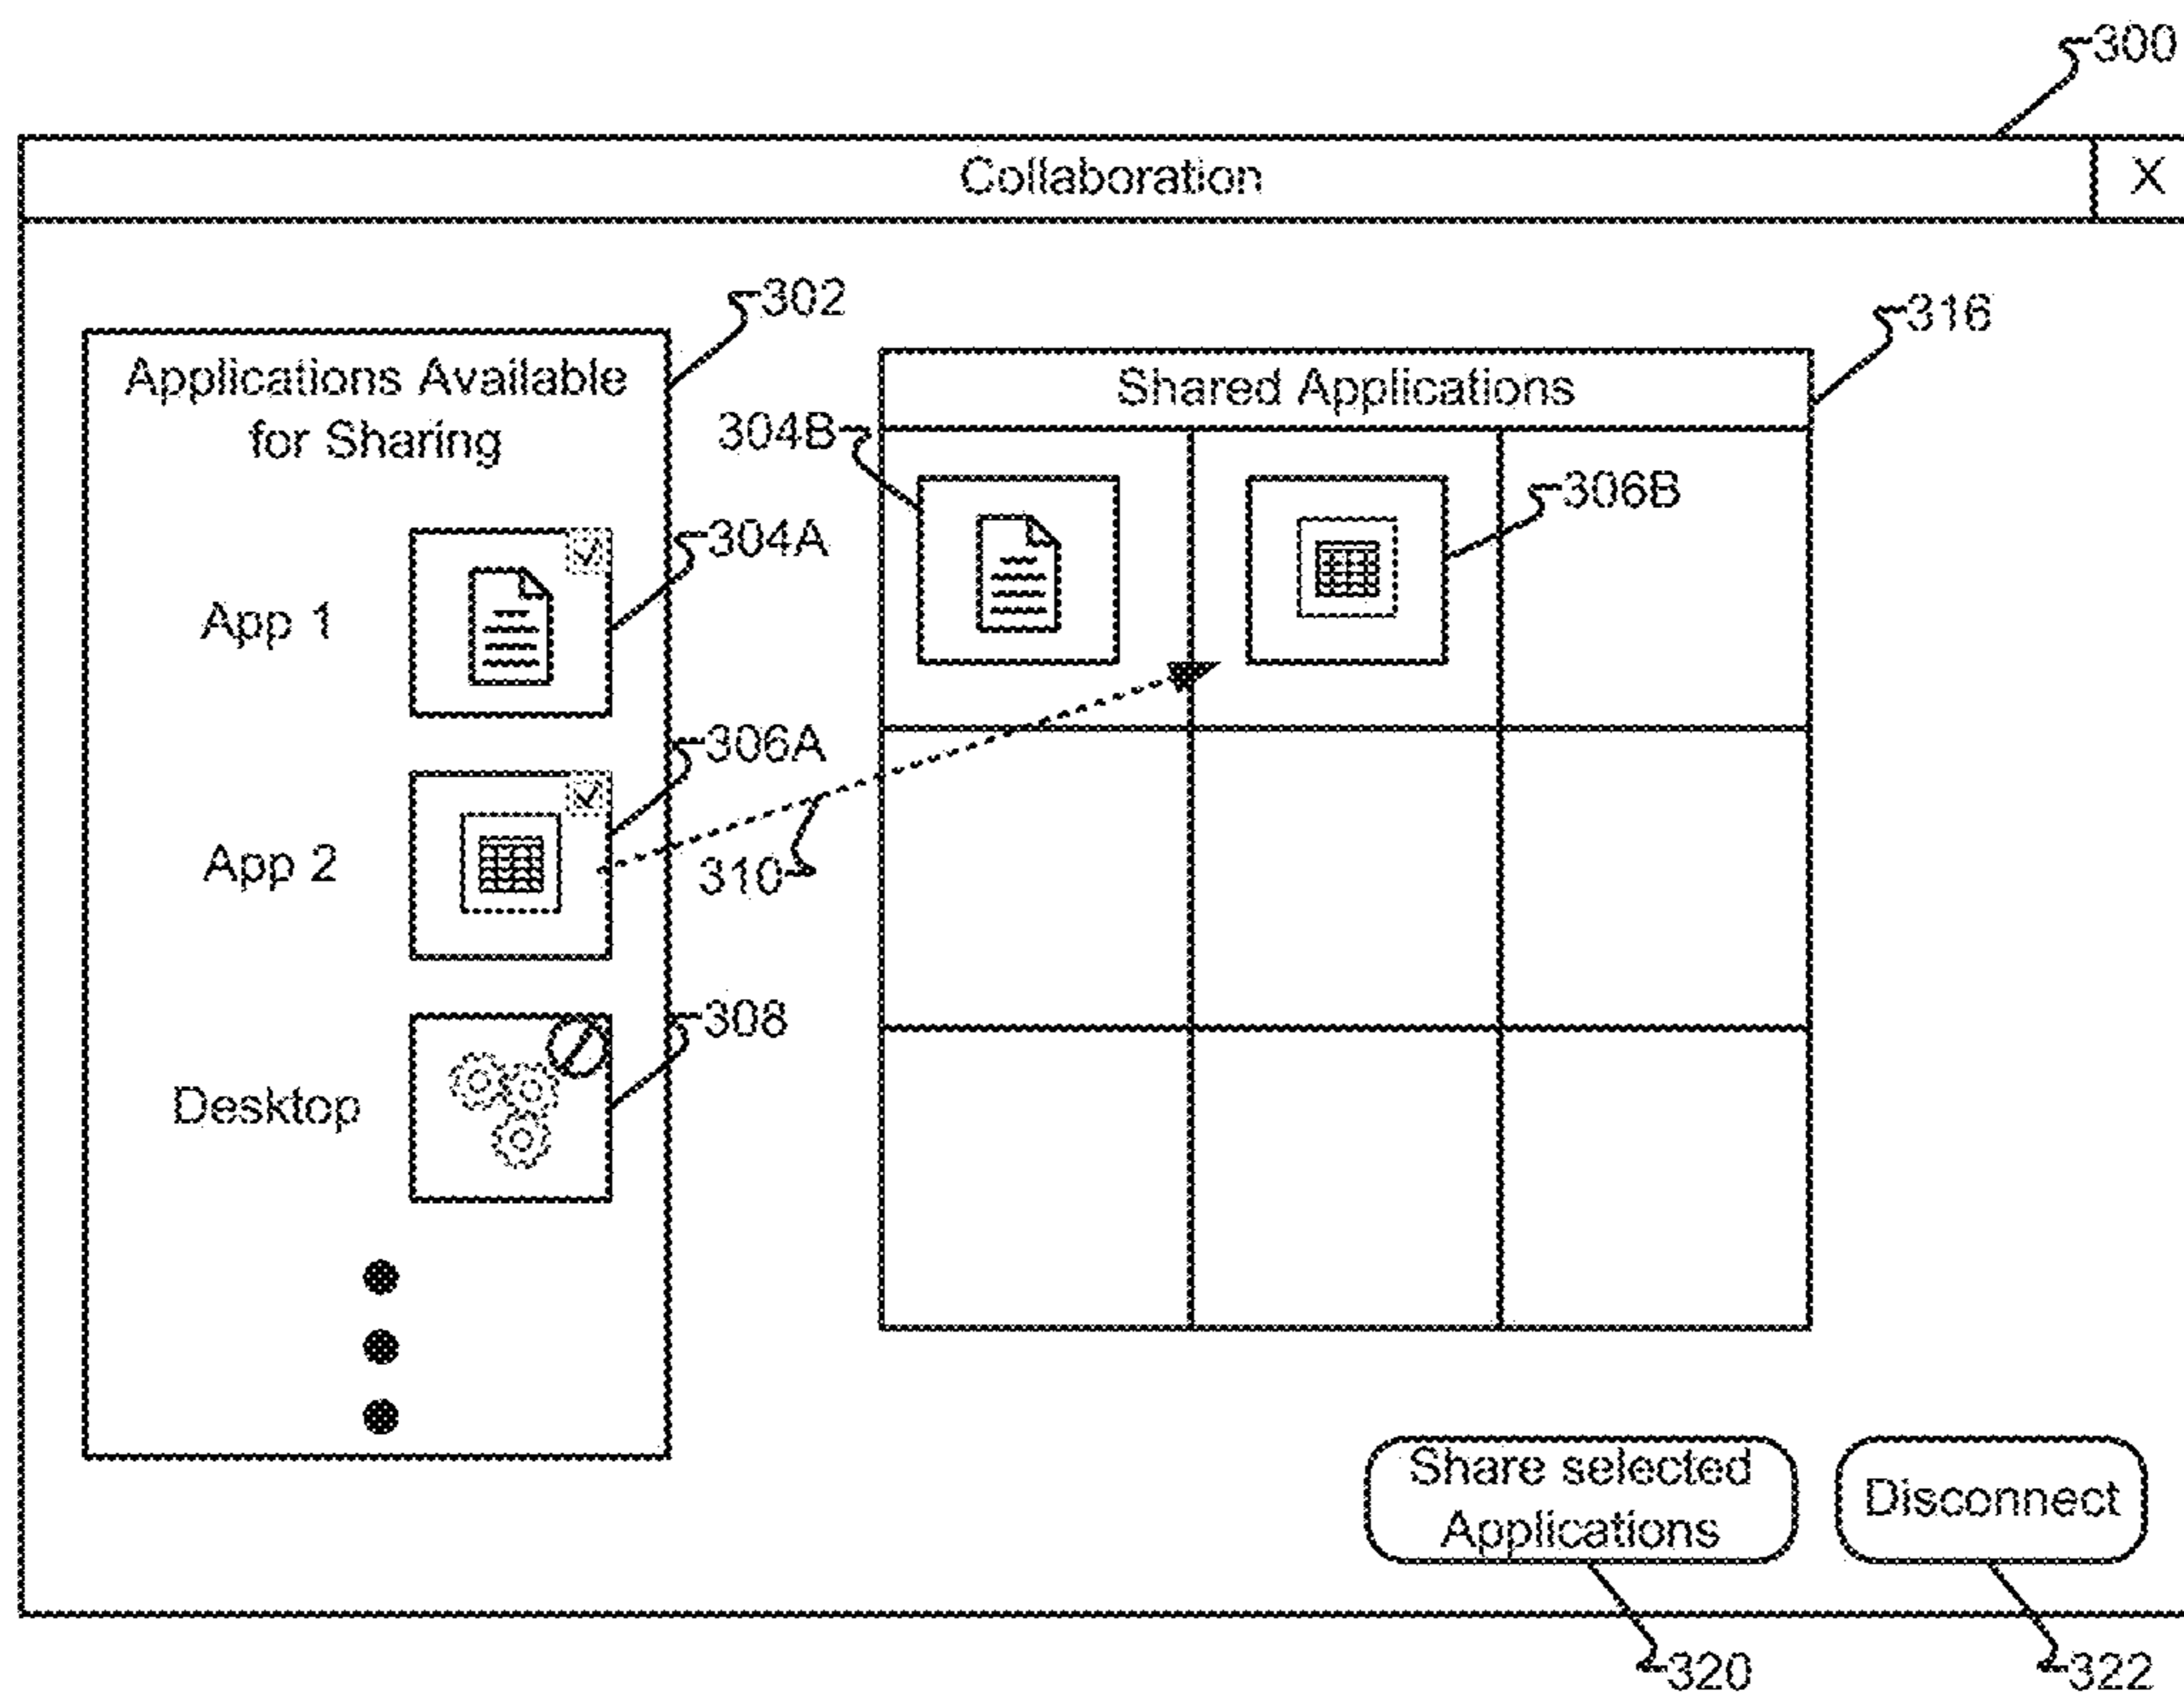 300
Collaboration
X
302
316
Applications Available
for Sharing
Shared Applications
304B
306B
304A
App 1
306A
App 2
310
308
Desktop
Share selected
Applications
Disconnect
320
322